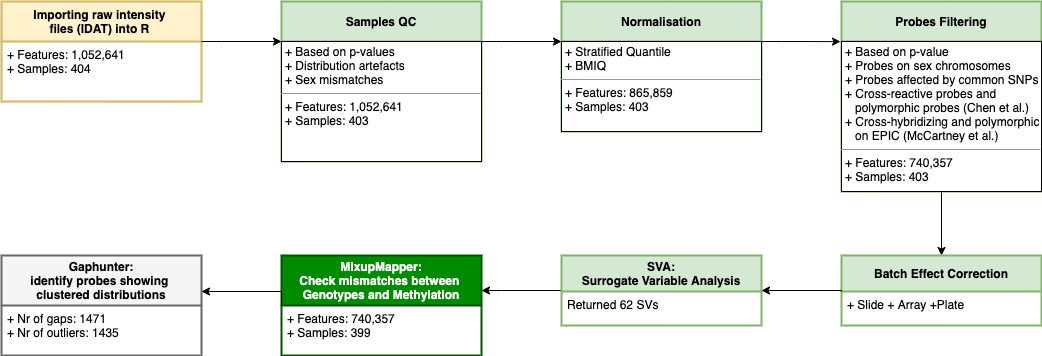 Importing raw intensity
files (IDAT) into R
+ Features: 1,052,641
+ Samples: 404
Samples QC
+ Based on p-values
+ Distribution artefacts
+ Sex mismatches
+ Features: 1,052,641
+ Samples: 403
Normalisation
+ Stratified Quantile
+ BMIQ
+ Features: 865,859
+ Samples: 403
Probes Filtering
+ Based on p-value
+ Probes on sex chromosomes
+ Probes affected by common SNPs
+ Cross-reactive probes and
polymorphic probes (Chen et al.)
+ Cross-hybridizing and polymorphic
on EPIC (McCartney et al.)
+ Features: 740,357
+ Samples: 403
Batch Effect Correction
+ Slide + Array +Plate
SVA:
Surrogate Variable Analysis
Returned 62 SVs
MixupMapper:
Check mismatches between
Genotypes and Methylation
+ Features: 740,357
+ Samples: 399
Gaphunter:
identify probes showing
clustered distributions
+ Nr of gaps: 1471
+ Nr of outliers: 1435